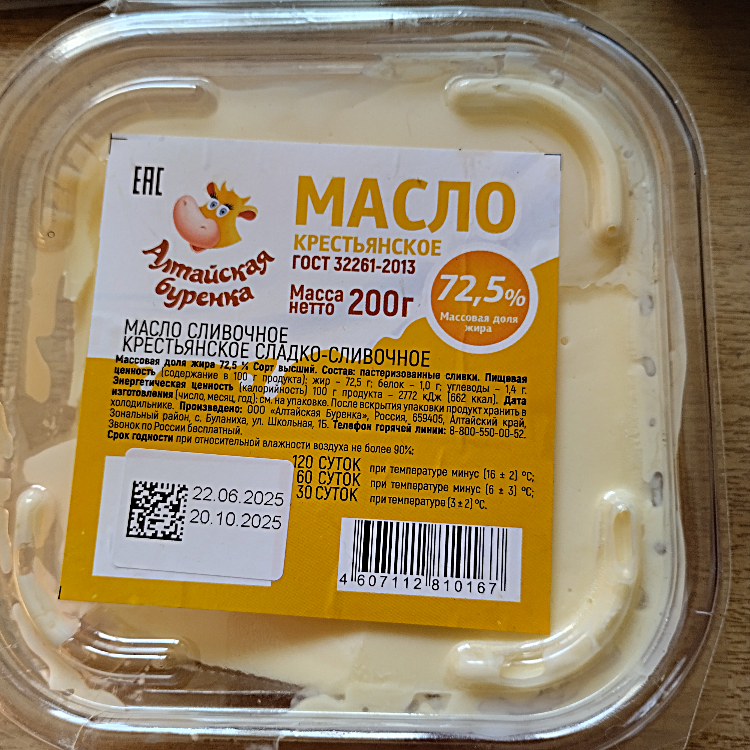 EAC
Алтайская
буренка
МАСЛО
КРЕСТЬЯНСКОЕ
ГОСТ 32261-2013
Масса
нетто 200г
72,5%
Массовая доля
жира
МАСЛО СЛИВОЧНОЕ
КРЕСТЬЯНСКОЕ СЛАДКО-СЛИВОЧНОЕ
Массовая доля жира 72,5 % Сорт высший. Состав: пастеризованные сливки. Пищевая
ценность (содержание в 100 г продукта): жир – 72,5 г; белок – 1,0 г; углеводы – 1,4 г.
Энергетическая ценность (калорийность) 100 г продукта – 2772 кДж (662 ккал). Дата
изготовления (число, месяц, год): см. на упаковке. После вскрытия упаковки продукт хранить в
холодильнике. Произведено: ООО «Алтайская Буренка», Россия, 659405, Алтайский край,
Зональный район, с. Буланиха, ул. Школьная, 1Б. Телефон горячей линии: 8-800-550-00-52.
Звонок по России бесплатный.
Срок годности при относительной влажности воздуха не более 90%:
120 СУТОК при температуре минус (16 ± 2) °С;
60 СУТОК при температуре минус (6 ± 3) °С;
30 СУТОК при температуре (3 ± 2) °С.
22.06.2025
20.10.2025
4 607112 810167